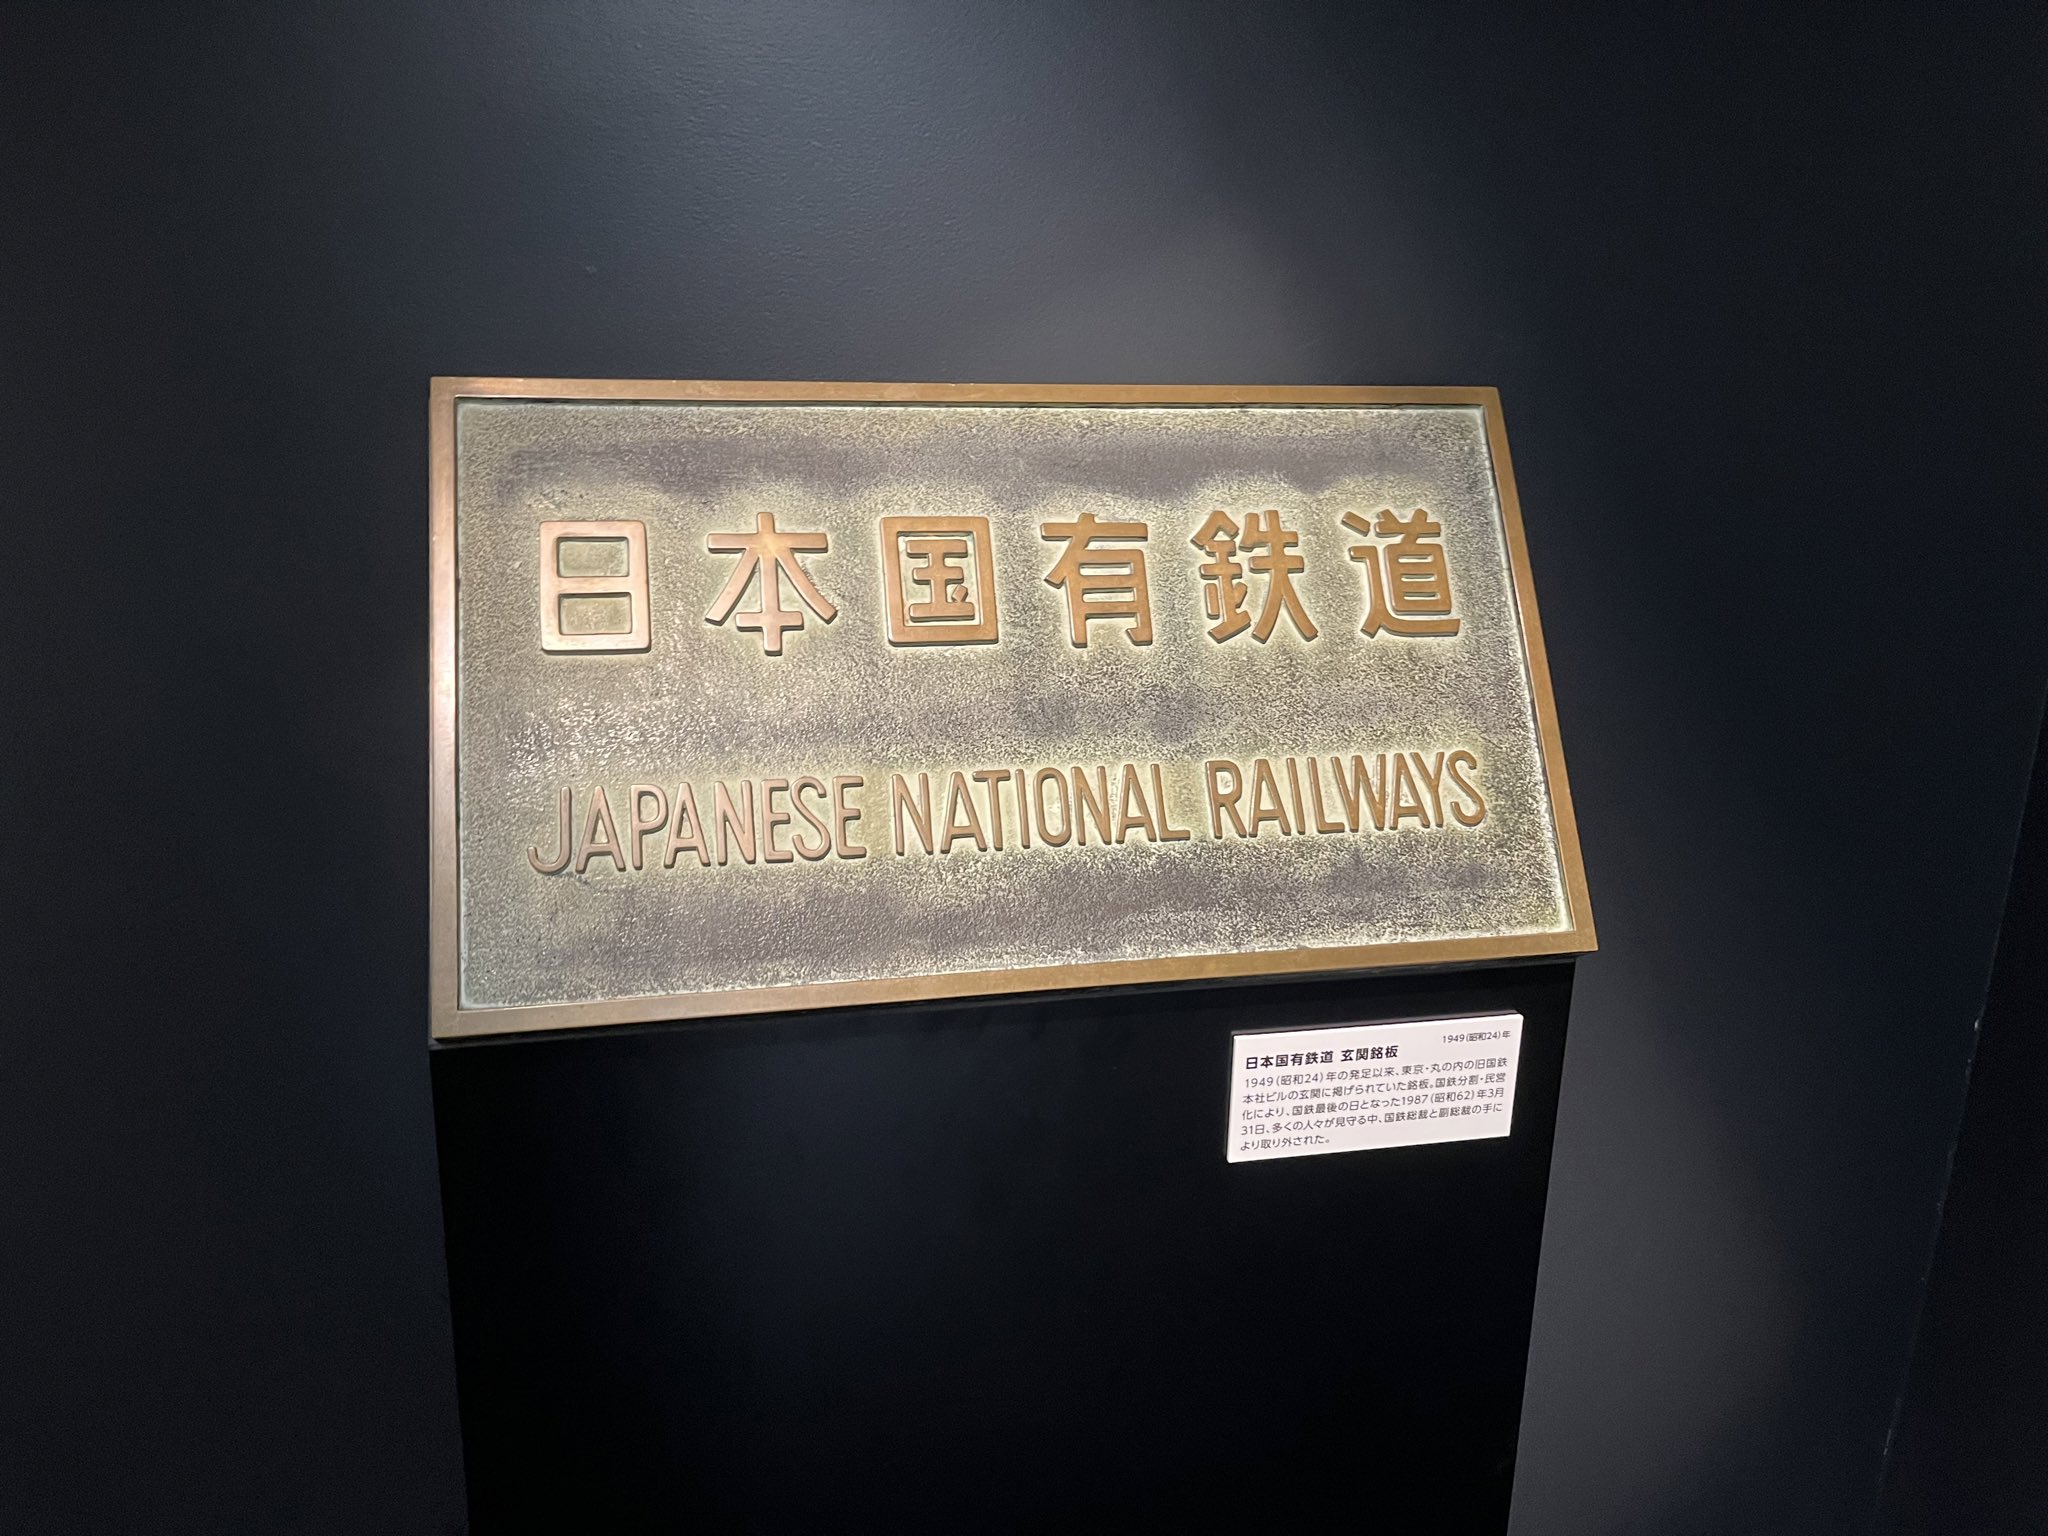 日本国有鉄道
JAPANESE NATIONAL RAILWAYS
1949(昭和24)年
日本国有鉄道 玄関銘板
1949(昭和24)年の発足以来、東京・丸の内の旧国鉄
本社ビルの玄関に掲げられていた銘板。国鉄分割・民営
化により、国鉄最後の日となった1987(昭和62)年3月
31日、多くの人々が見守る中、国鉄総裁と副総裁の手に
より取り外された。